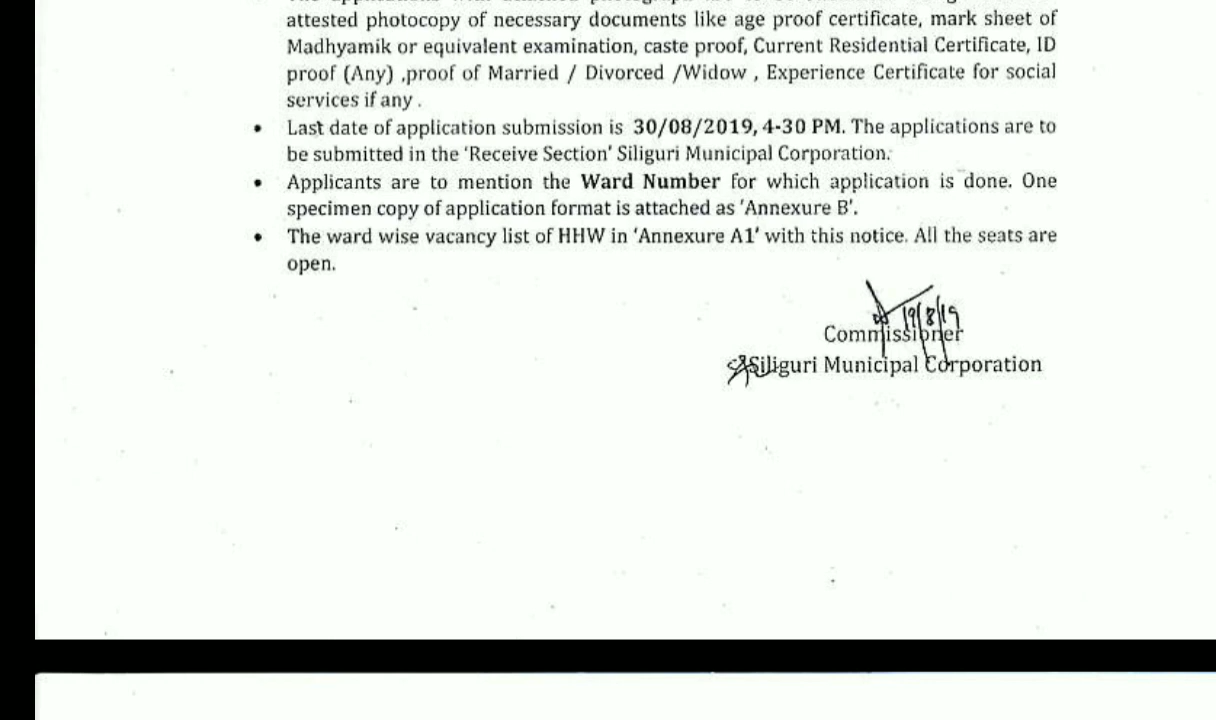 attested photocopy of necessary documents like age proof certificate, mark sheet of
Madhyamik or equivalent examination, caste proof, Current Residential Certificate, ID
proof (Any) ,proof of Married / Divorced /Widow , Experience Certificate for social
services if any .
• Last date of application submission is 30/08/2019, 4-30 PM. The applications are to
be submitted in the 'Receive Section' Siliguri Municipal Corporation.
• Applicants are to mention the Ward Number for which application is done. One
specimen copy of application format is attached as 'Annexure B'.
• The ward wise vacancy list of HHW in 'Annexure A1' with this notice. All the seats are
open.
19/8/19
Commissioner
Siliguri Municipal Corporation